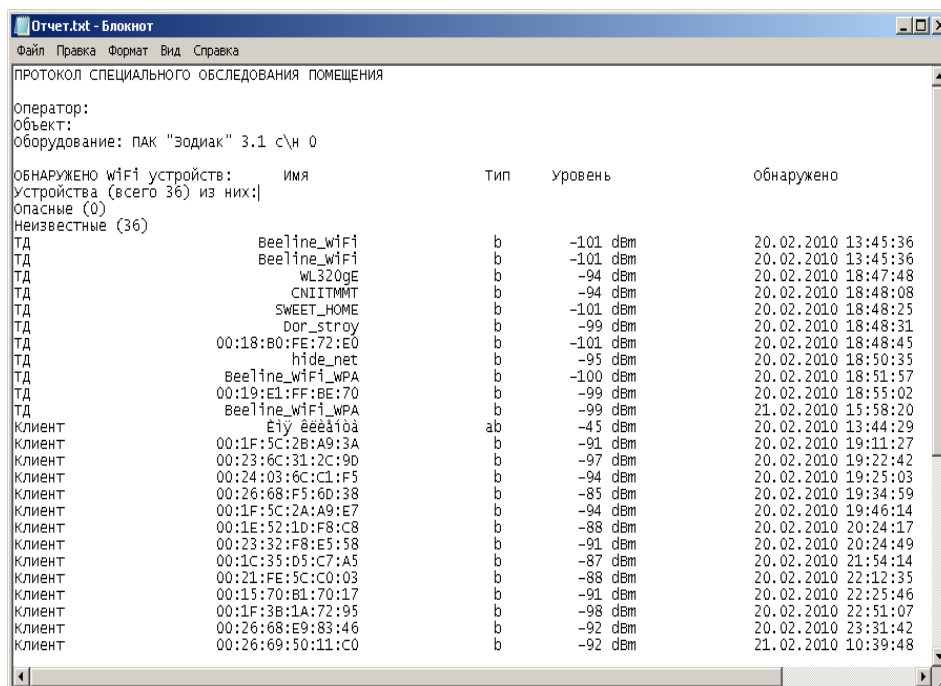 Отчет.txt - Блокнот
Файл Правка Формат Вид Справка
ПРОТОКОЛ СПЕЦИАЛЬНОГО ОБСЛЕДОВАНИЯ ПОМЕЩЕНИЯ
Оператор:
Объект:
Оборудование: ПАК "Зодиак" 3.1 с\н 0
ОБНАРУЖЕНО WiFi устройств: Имя Тип Уровень Обнаружено
Устройства (всего 36) из них:
Опасные (0)
Неизвестные (36)
ТД Beeline_WiFi b -101 dBm 20.02.2010 13:45:36
ТД Beeline_WiFi b -101 dBm 20.02.2010 13:45:36
ТД WL320gE b -94 dBm 20.02.2010 18:47:48
ТД CNIITMMT b -94 dBm 20.02.2010 18:48:08
ТД SWEET_HOME b -101 dBm 20.02.2010 18:48:25
ТД Dor_stroy b -99 dBm 20.02.2010 18:48:31
ТД 00:18:B0:FE:72:E0 b -101 dBm 20.02.2010 18:48:45
ТД hide_net b -95 dBm 20.02.2010 18:50:35
ТД Beeline_WiFi_WPA b -100 dBm 20.02.2010 18:51:57
ТД 00:19:E1:FF:BE:70 b -99 dBm 20.02.2010 18:55:02
ТД Beeline_WiFi_WPA b -99 dBm 21.02.2010 15:58:20
Клиент Èìÿ êëèåíòà ab -45 dBm 20.02.2010 13:44:29
Клиент 00:1F:5C:2B:A9:3A b -91 dBm 20.02.2010 19:11:27
Клиент 00:23:6C:31:2C:9D b -97 dBm 20.02.2010 19:22:42
Клиент 00:24:03:6C:C1:F5 b -94 dBm 20.02.2010 19:25:03
Клиент 00:26:68:F5:6D:38 b -85 dBm 20.02.2010 19:34:59
Клиент 00:1F:5C:2A:A9:E7 b -94 dBm 20.02.2010 19:46:14
Клиент 00:1E:52:1D:F8:C8 b -88 dBm 20.02.2010 20:24:17
Клиент 00:23:32:F8:E5:58 b -91 dBm 20.02.2010 20:24:49
Клиент 00:1C:35:D5:C7:A5 b -87 dBm 20.02.2010 21:54:14
Клиент 00:21:FE:5C:C0:03 b -88 dBm 20.02.2010 22:12:35
Клиент 00:15:70:B1:70:17 b -91 dBm 20.02.2010 22:25:46
Клиент 00:1F:3B:1A:72:95 b -98 dBm 20.02.2010 22:51:07
Клиент 00:26:68:E9:83:46 b -92 dBm 20.02.2010 23:31:42
Клиент 00:26:69:50:11:C0 b -92 dBm 21.02.2010 10:39:48